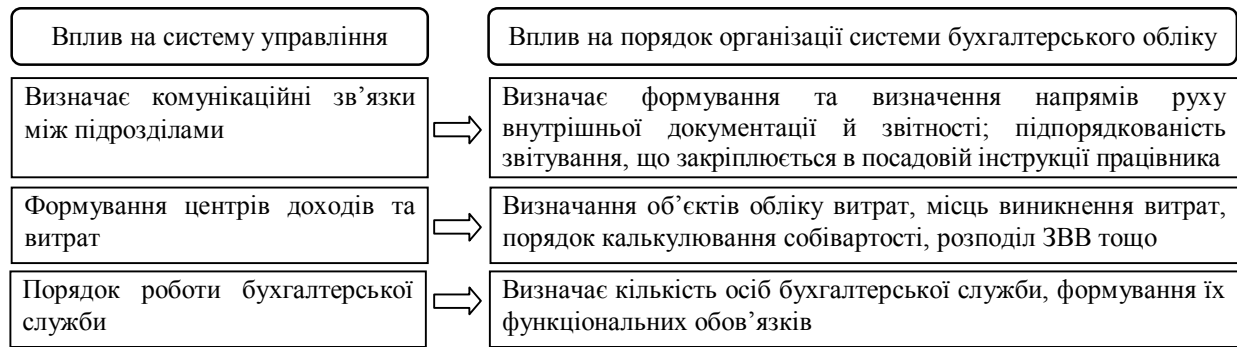 Вплив на систему управління
Вплив на порядок організації системи бухгалтерського обліку
Визначає комунікаційні зв’язки
між підрозділами
Визначає формування та визначення напрямів руху
внутрішньої документації й звітності; підпорядкованість
звітування, що закріплюється в посадовій інструкції працівника
Формування центрів доходів та
витрат
Визначання об’єктів обліку витрат, місць виникнення витрат,
порядок калькулювання собівартості, розподіл ЗВВ тощо
Порядок роботи бухгалтерської
служби
Визначає кількість осіб бухгалтерської служби, формування їх
функціональних обов’язків